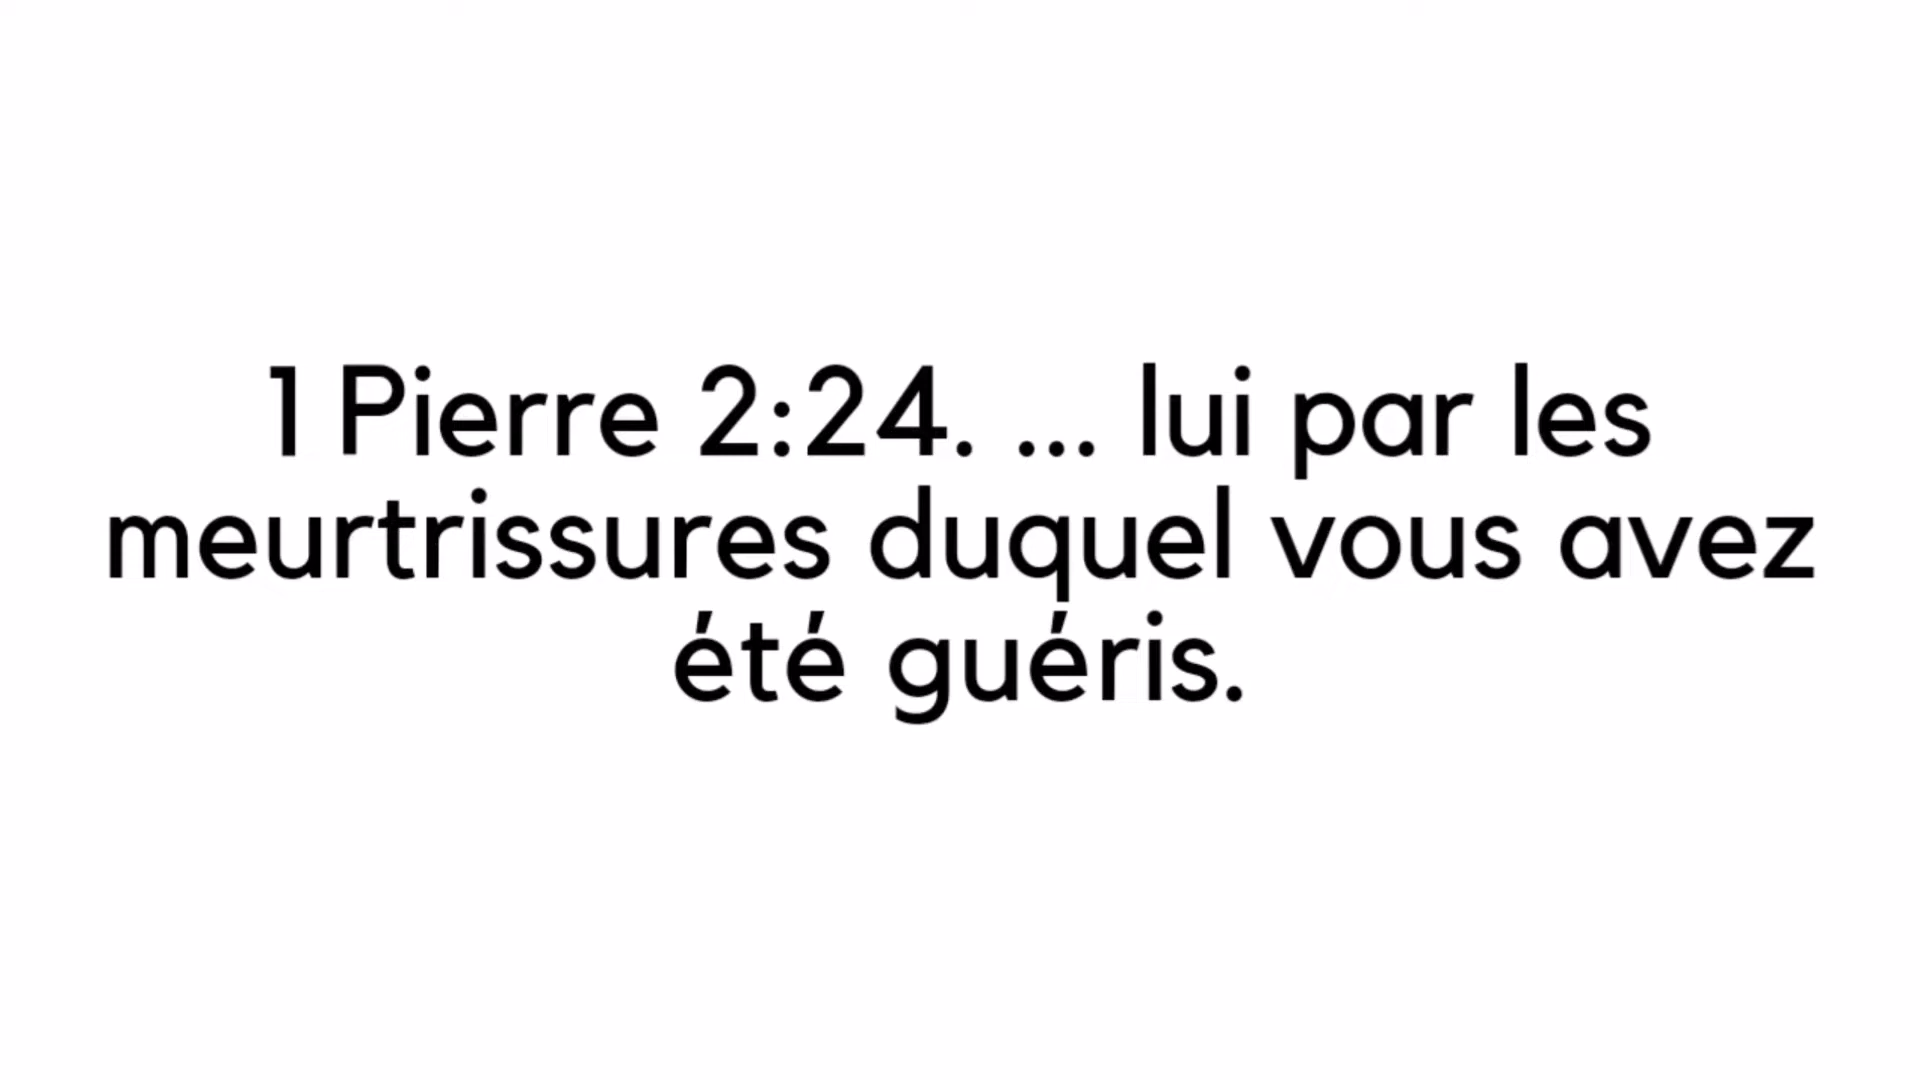 1 Pierre 2:24. ... lui par les
meurtrissures duquel vous avez
été guéris.